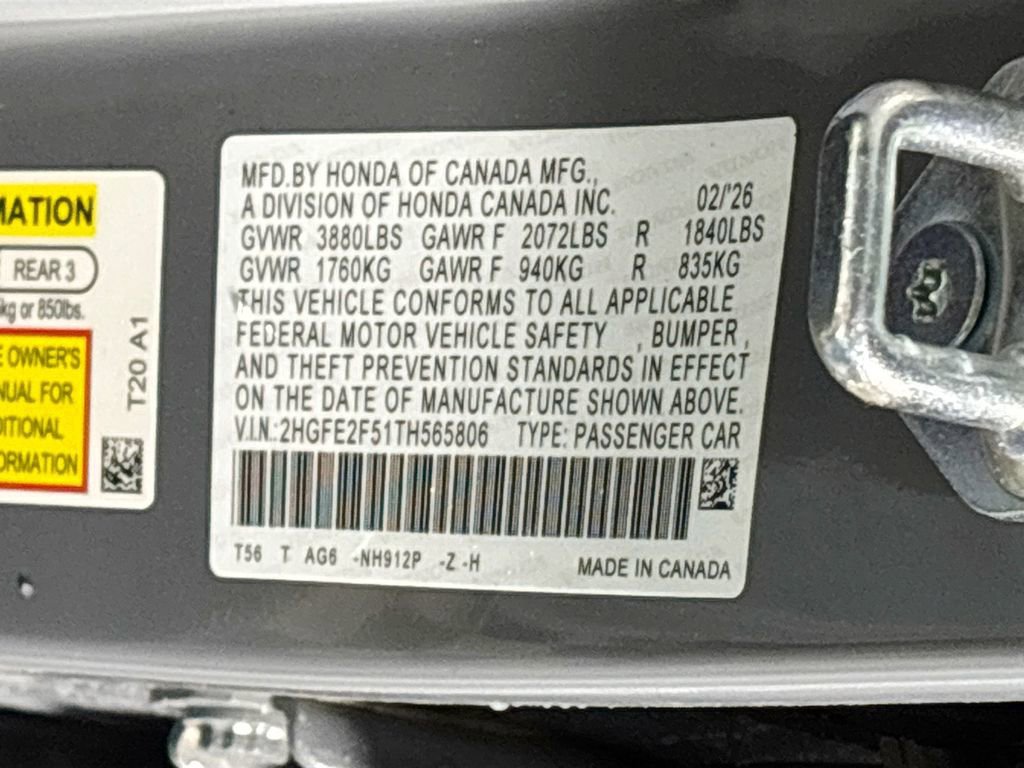 MATION
REAR 3
kg or 850lbs.
E OWNER'S
NUAL FOR
DITIONAL
ORMATION
T20 A1
MFD.BY HONDA OF CANADA MFG.,
A DIVISION OF HONDA CANADA INC. 02/'26
GVWR 3880LBS GAWR F 2072LBS R 1840LBS
GVWR 1760KG GAWR F 940KG R 835KG
THIS VEHICLE CONFORMS TO ALL APPLICABLE
FEDERAL MOTOR VEHICLE SAFETY , BUMPER,
AND THEFT PREVENTION STANDARDS IN EFFECT
ON THE DATE OF MANUFACTURE SHOWN ABOVE.
V.I.N.:2HGFE2F51TH565806 TYPE: PASSENGER CAR
T56 T AG6 -NH912P -Z -H
MADE IN CANADA